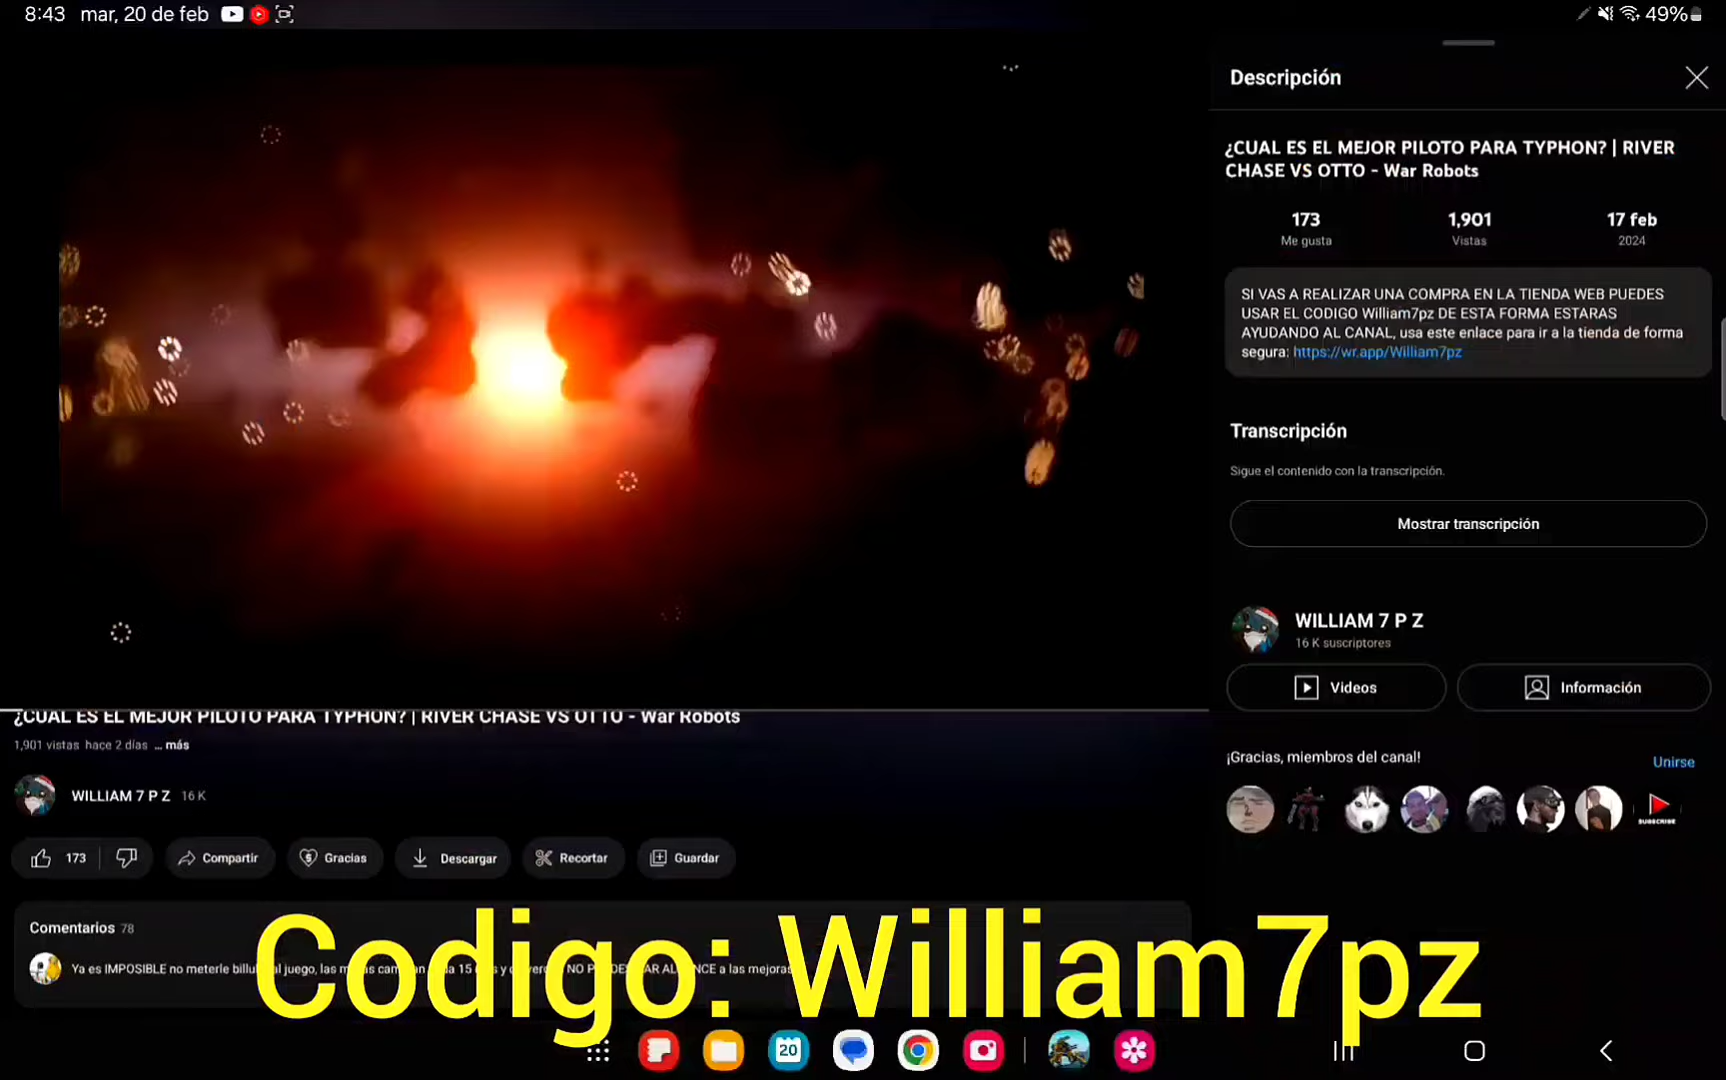 8:43 mar, 20 de feb
49%
Descripción
¿CUAL ES EL MEJOR PILOTO PARA TYPHON? | RIVER
CHASE VS OTTO - War Robots
173
1,901
17 feb
Me gusta
Vistas
2024
SI VAS A REALIZAR UNA COMPRA EN LA TIENDA WEB PUEDES
USAR EL CODIGO William7pz DE ESTA FORMA ESTARAS
AYUDANDO AL CANAL, usa este enlace para ir a la tienda de forma
segura: https://wr.app/William7pz
Transcripción
Sigue el contenido con la transcripción.
Mostrar transcripción
WILLIAM 7 P Z
16 K suscriptores
Videos
Información
¡Gracias, miembros del canal!
Unirse
SUBSCRIBE
¿CUAL ES EL MEJOR PILOTO PARA TYPHON? | RIVER CHASE VS OTTO - War Robots
1,901 vistas hace 2 días ... más
WILLIAM 7 P Z 16 K
173
Compartir
Gracias
Descargar
Recortar
Guardar
Comentarios 78
Ya es IMPOSIBLE no meterle al juego, las 15 y NO a las mejoras
Codigo: William7pz
20